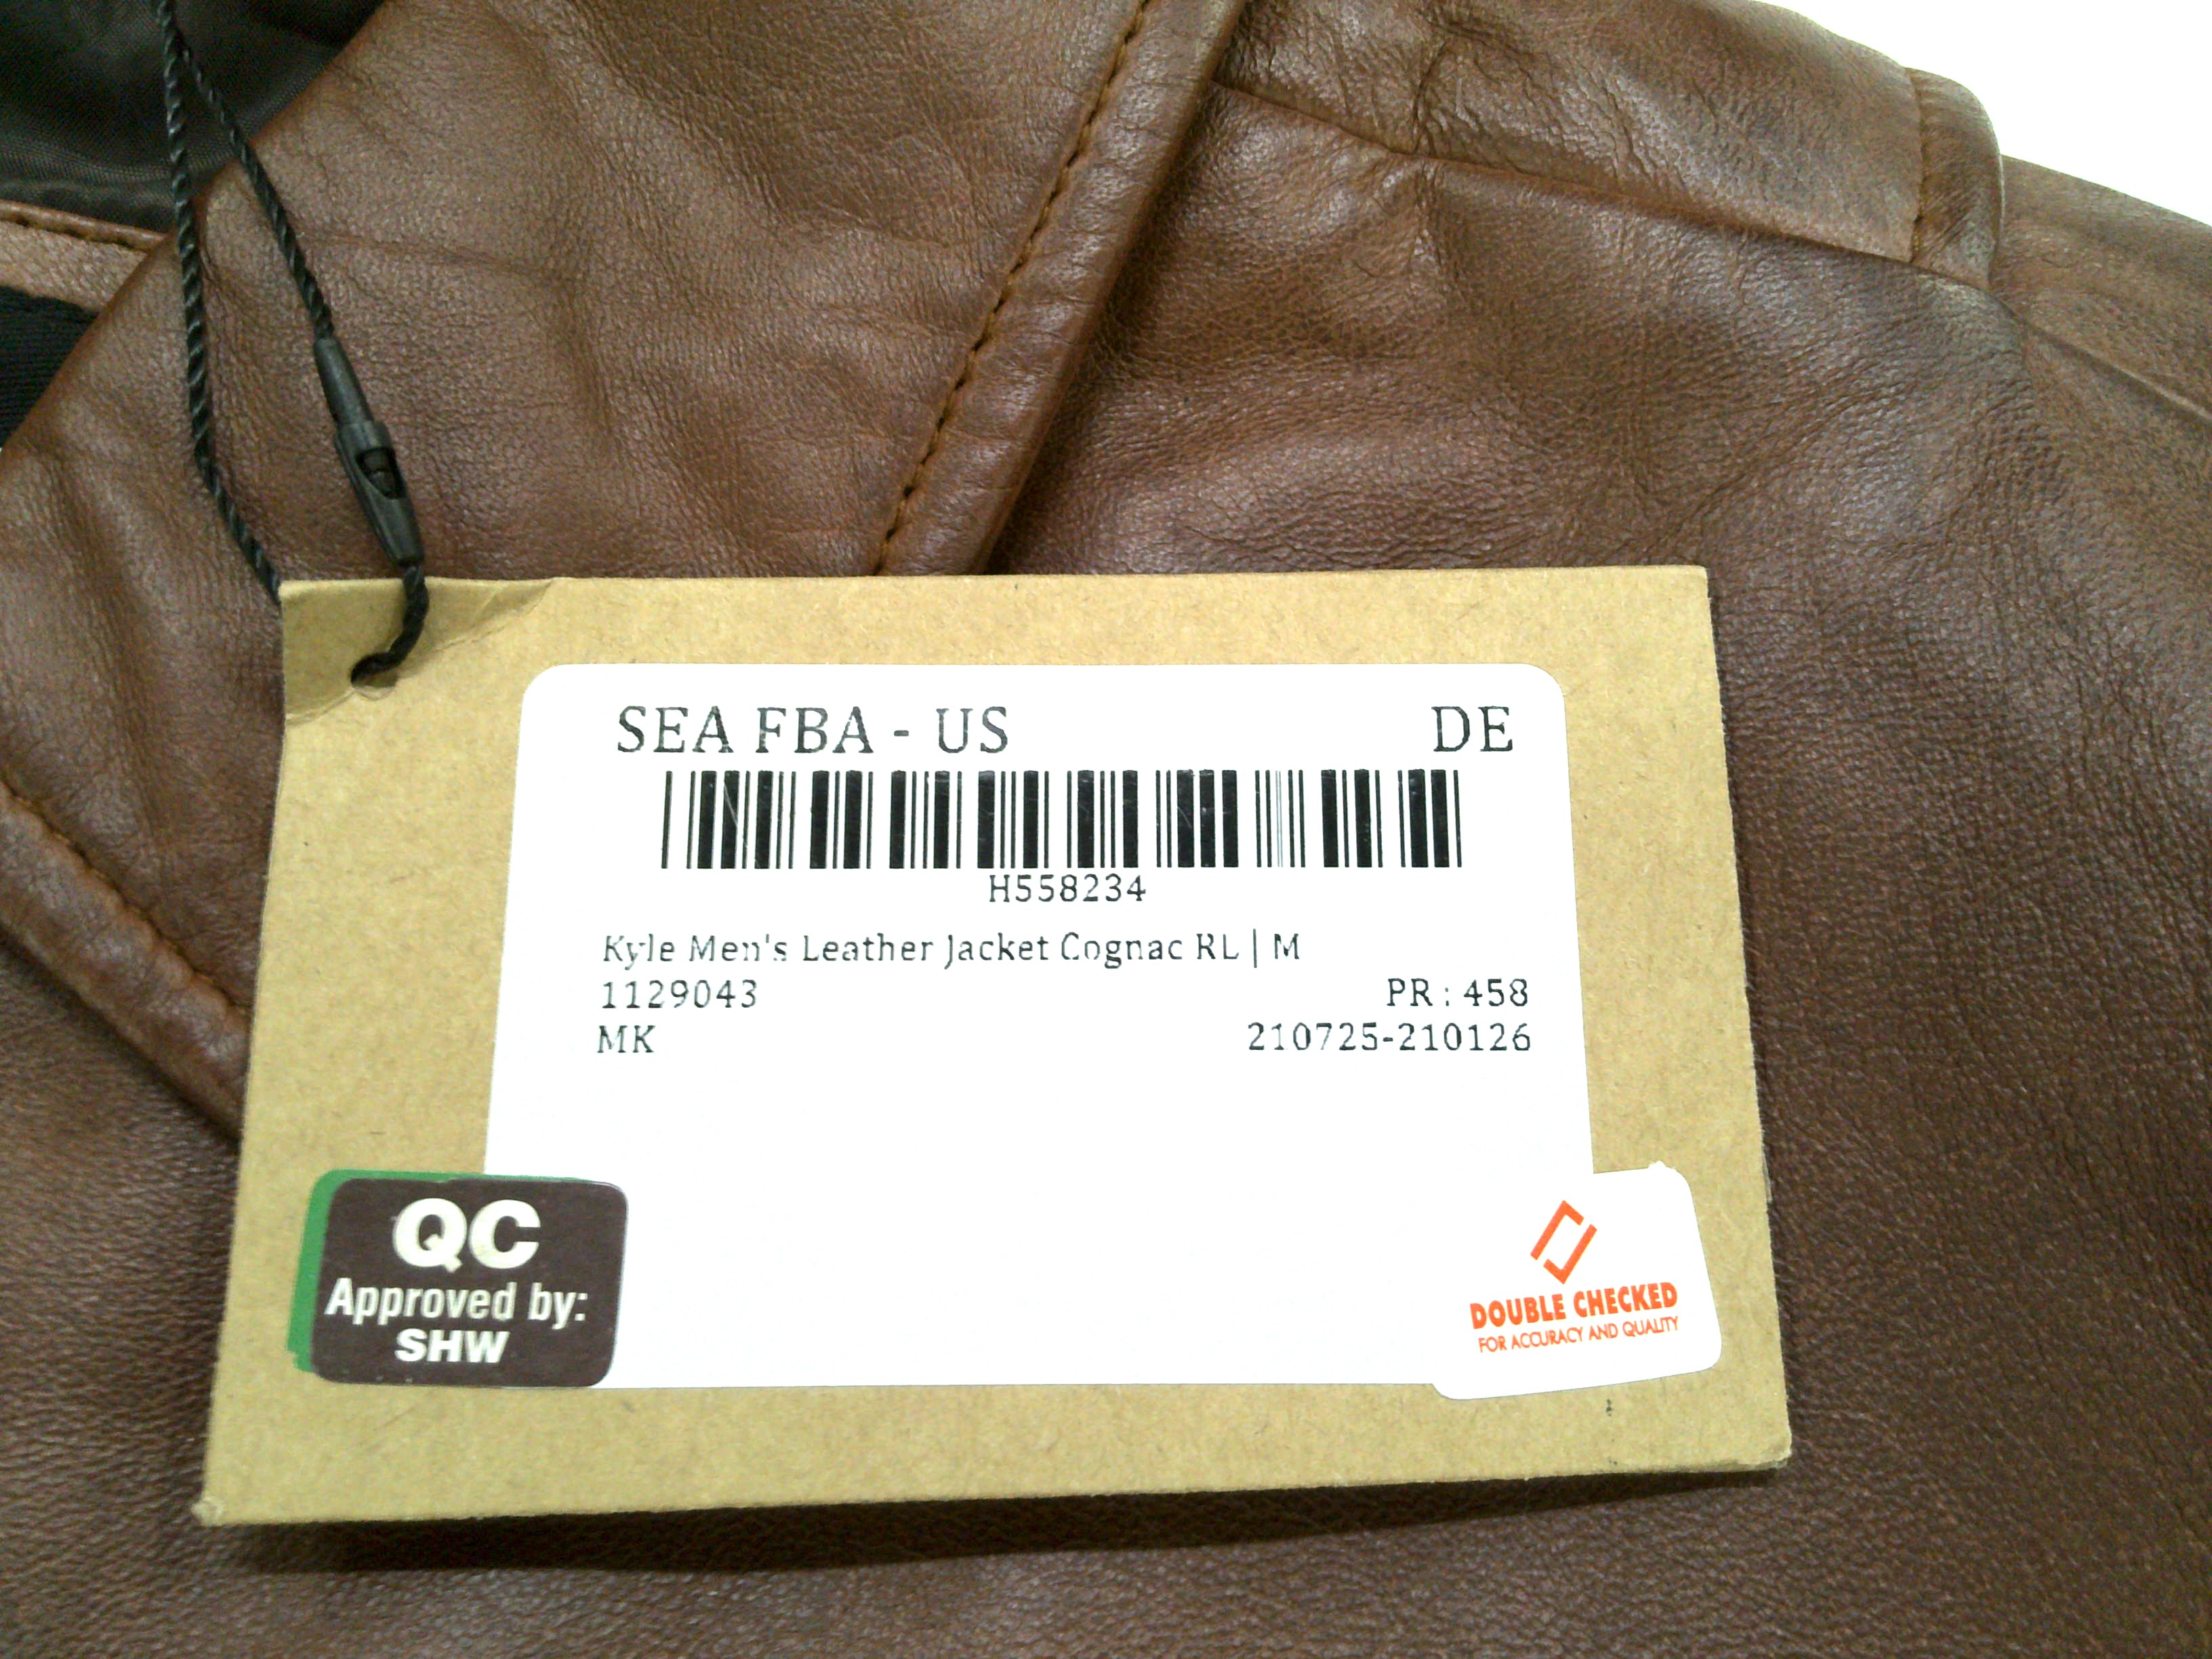 SEA FBA - US DE
H558234
Kyle Men's Leather Jacket Cognac RL | M
1129043 PR : 458
MK 210725-210126
QC
Approved by:
SHW
DOUBLE CHECKED
FOR ACCURACY AND QUALITY